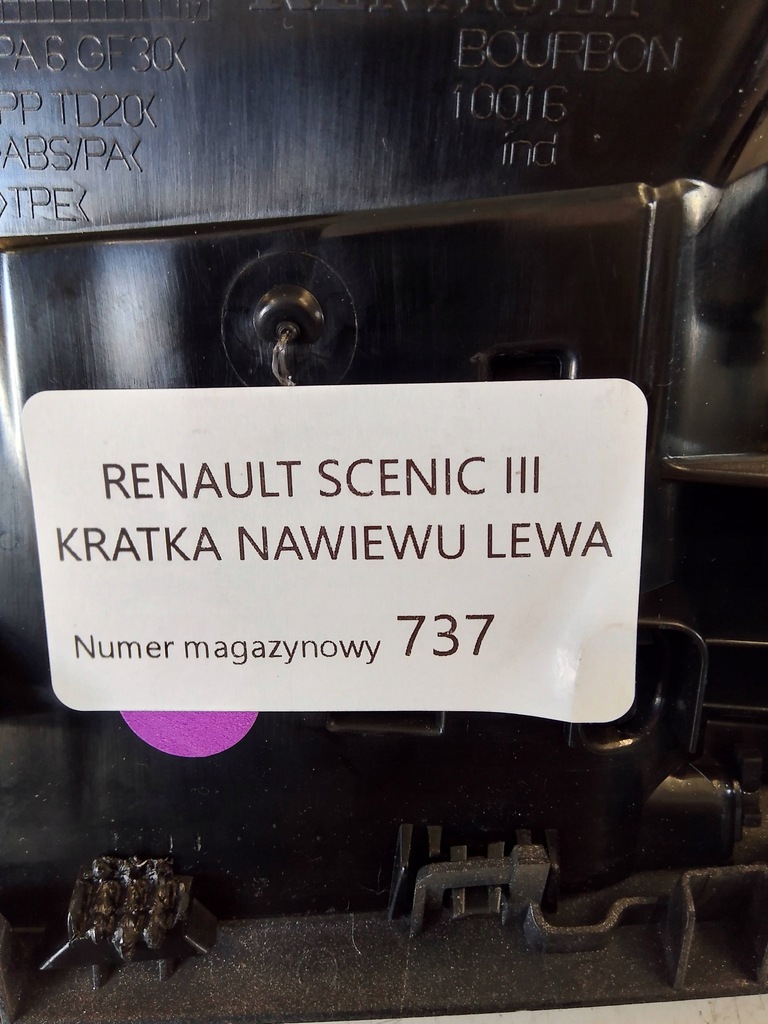 PA 6 GF30<
BOURBON
PP TD20<
10016
ABS/PA<
ind
>TPE<
RENAULT SCENIC III
KRATKA NAWIEWU LEWA
Numer magazynowy 737